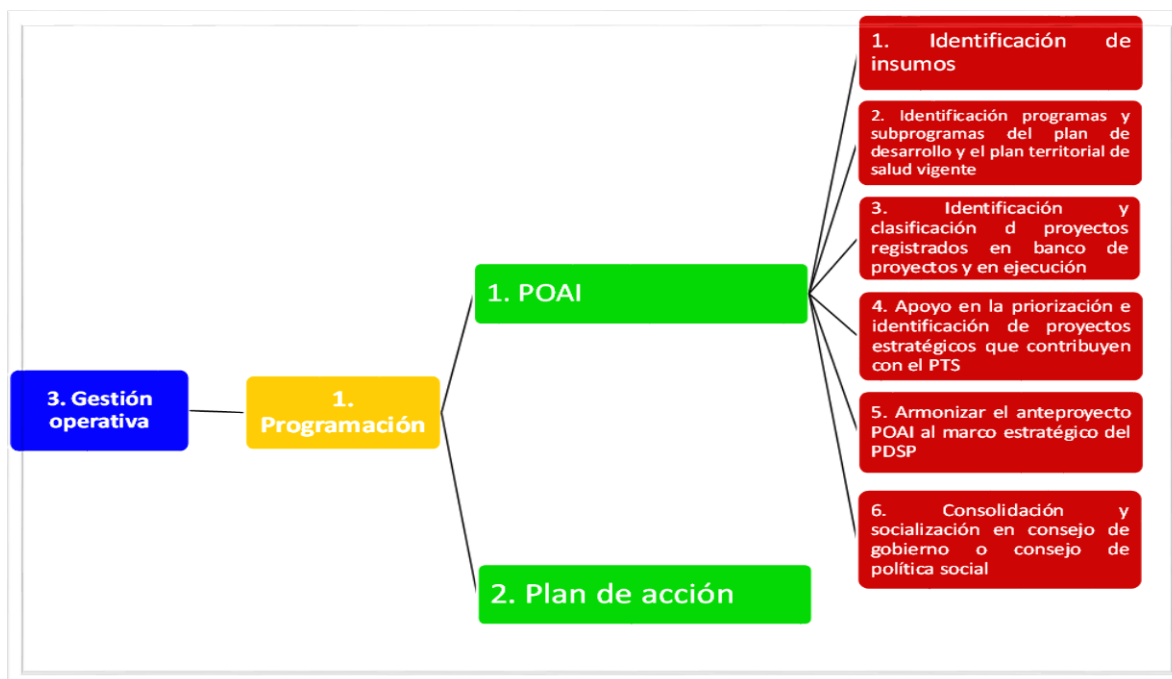 3. Gestión
operativa
1.
Programación
1. POAI
2. Plan de acción
1. Identificación de
insumos
2. Identificación programas y
subprogramas del plan de
desarrollo y el plan territorial de
salud vigente
3. Identificación y
clasificación d proyectos
registrados en banco de
proyectos y en ejecución
4. Apoyo en la priorización e
identificación de proyectos
estratégicos que contribuyen
con el PTS
5. Armonizar el anteproyecto
POAI al marco estratégico del
PDSP
6. Consolidación y
socialización en consejo de
gobierno o consejo de
política social